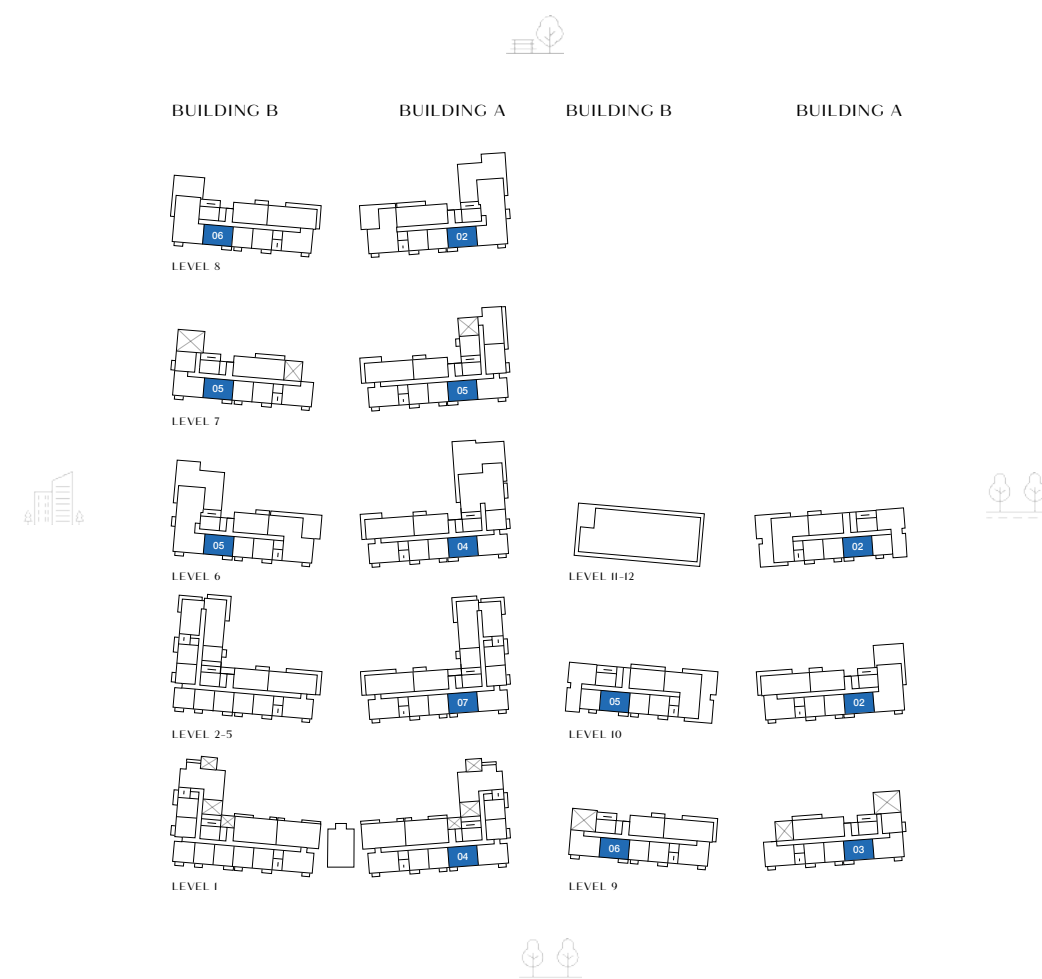 BUILDING B BUILDING A BUILDING B BUILDING A
06 02
LEVEL 8
05 05
LEVEL 7
05 04 02
LEVEL 6 LEVEL 11-12
07 05 02
LEVEL 2-5 LEVEL 10
04 06 03
LEVEL 1 LEVEL 9